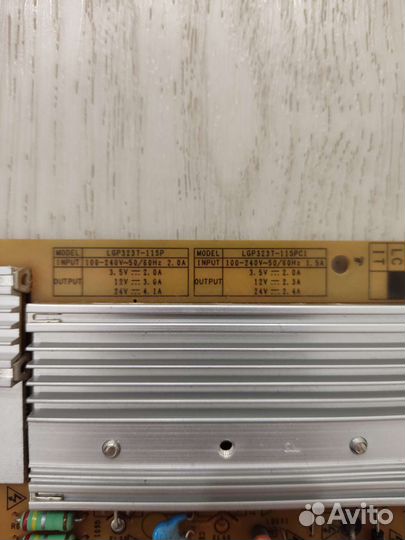 MODEL LGP3237-11SP
INPUT 100-240V~50/60Hz 2.0A
OUTPUT
3.5V 2.0A
12V 3.0A
24V 4.1A
MODEL LGP3237-11SPC1
INPUT 100-240V~50/60Hz 1.5A
OUTPUT
3.5V 2.0A
12V 2.3A
24V 2.4A
LC
IT
Avito